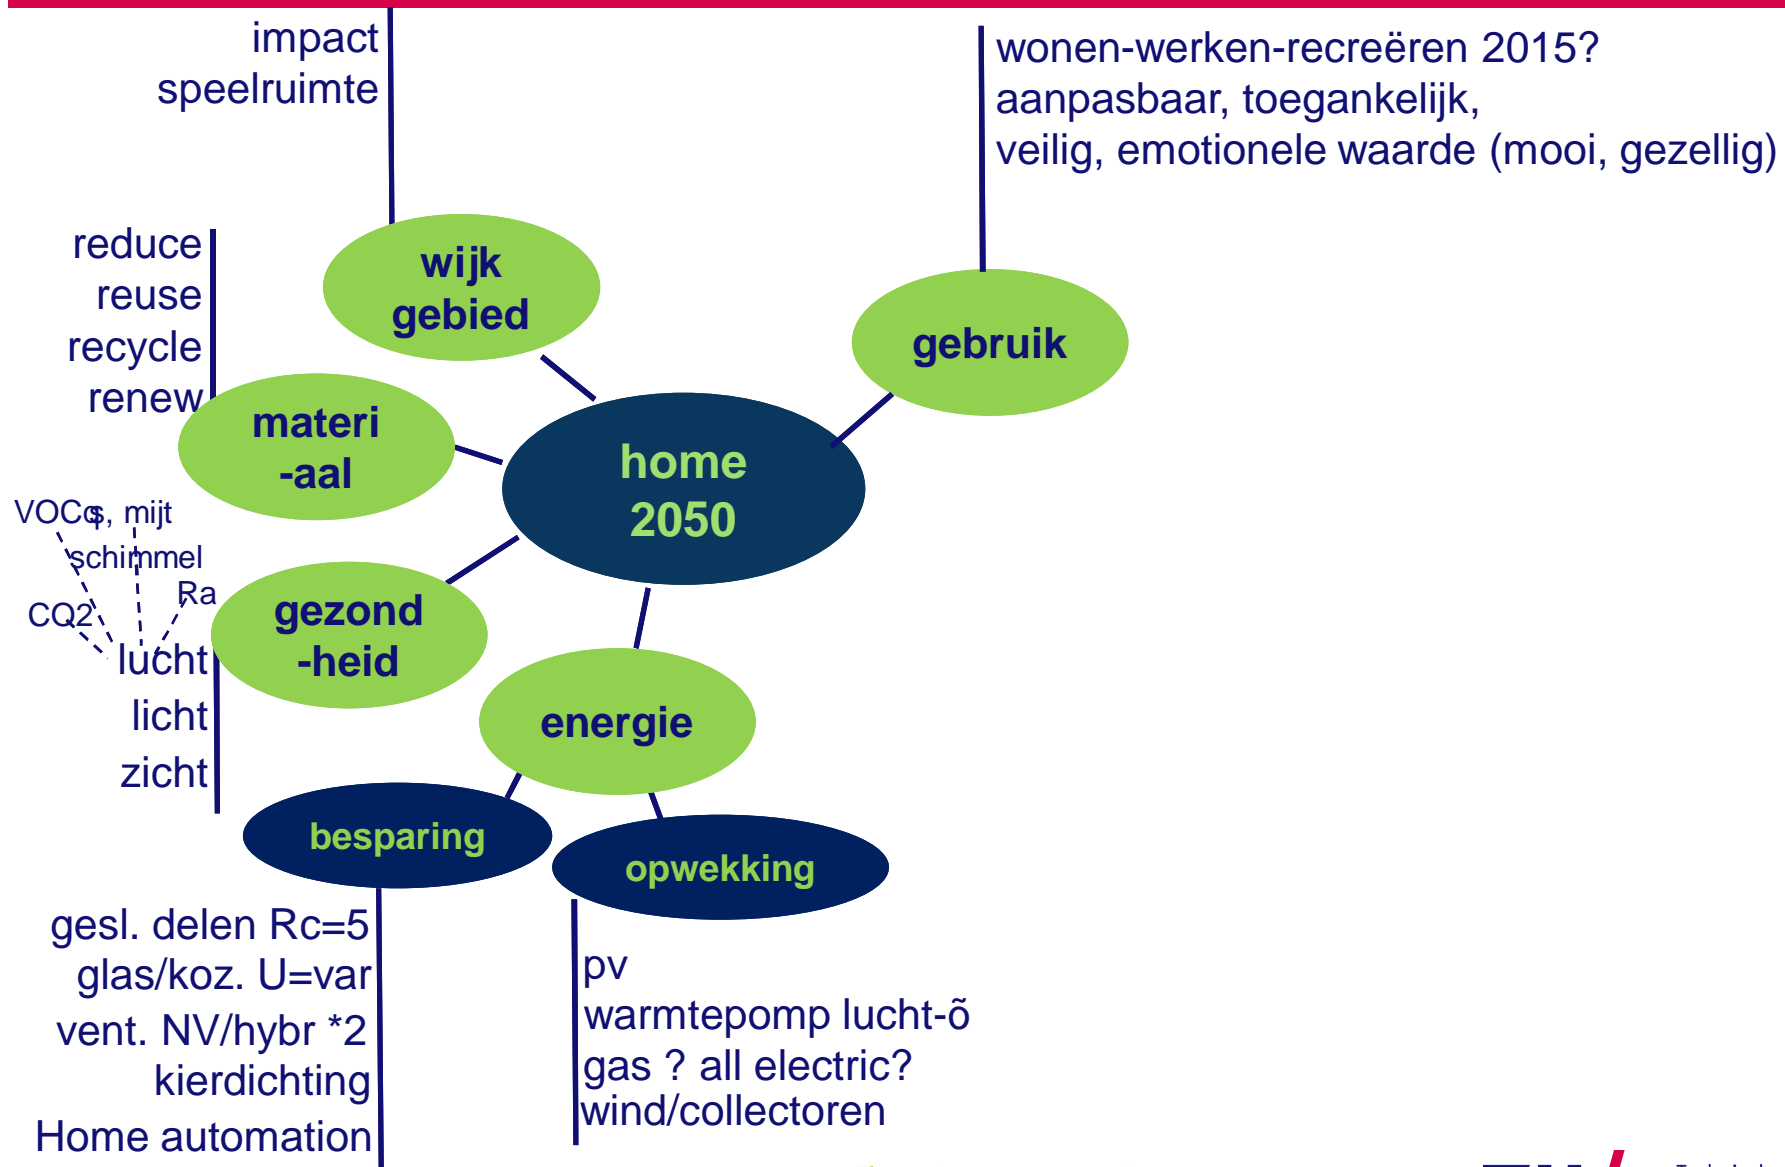 impact
speelruimte
wonen-werken-recreëren 2015?
aanpasbaar, toegankelijk,
veilig, emotionele waarde (mooi, gezellig)
reduce
reuse
recycle
renew
wijk
gebied
gebruik
materi
-aal
home
2050
VOCqs, mijt
schimmel
Ra
CO2
lucht
licht
zicht
gezond
-heid
energie
besparing
opwekking
gesl. delen Rc=5
glas/koz. U=var
vent. NV/hybr *2
kierdichting
Home automation
pv
warmtepomp lucht-õ
gas ? all electric?
wind/collectoren